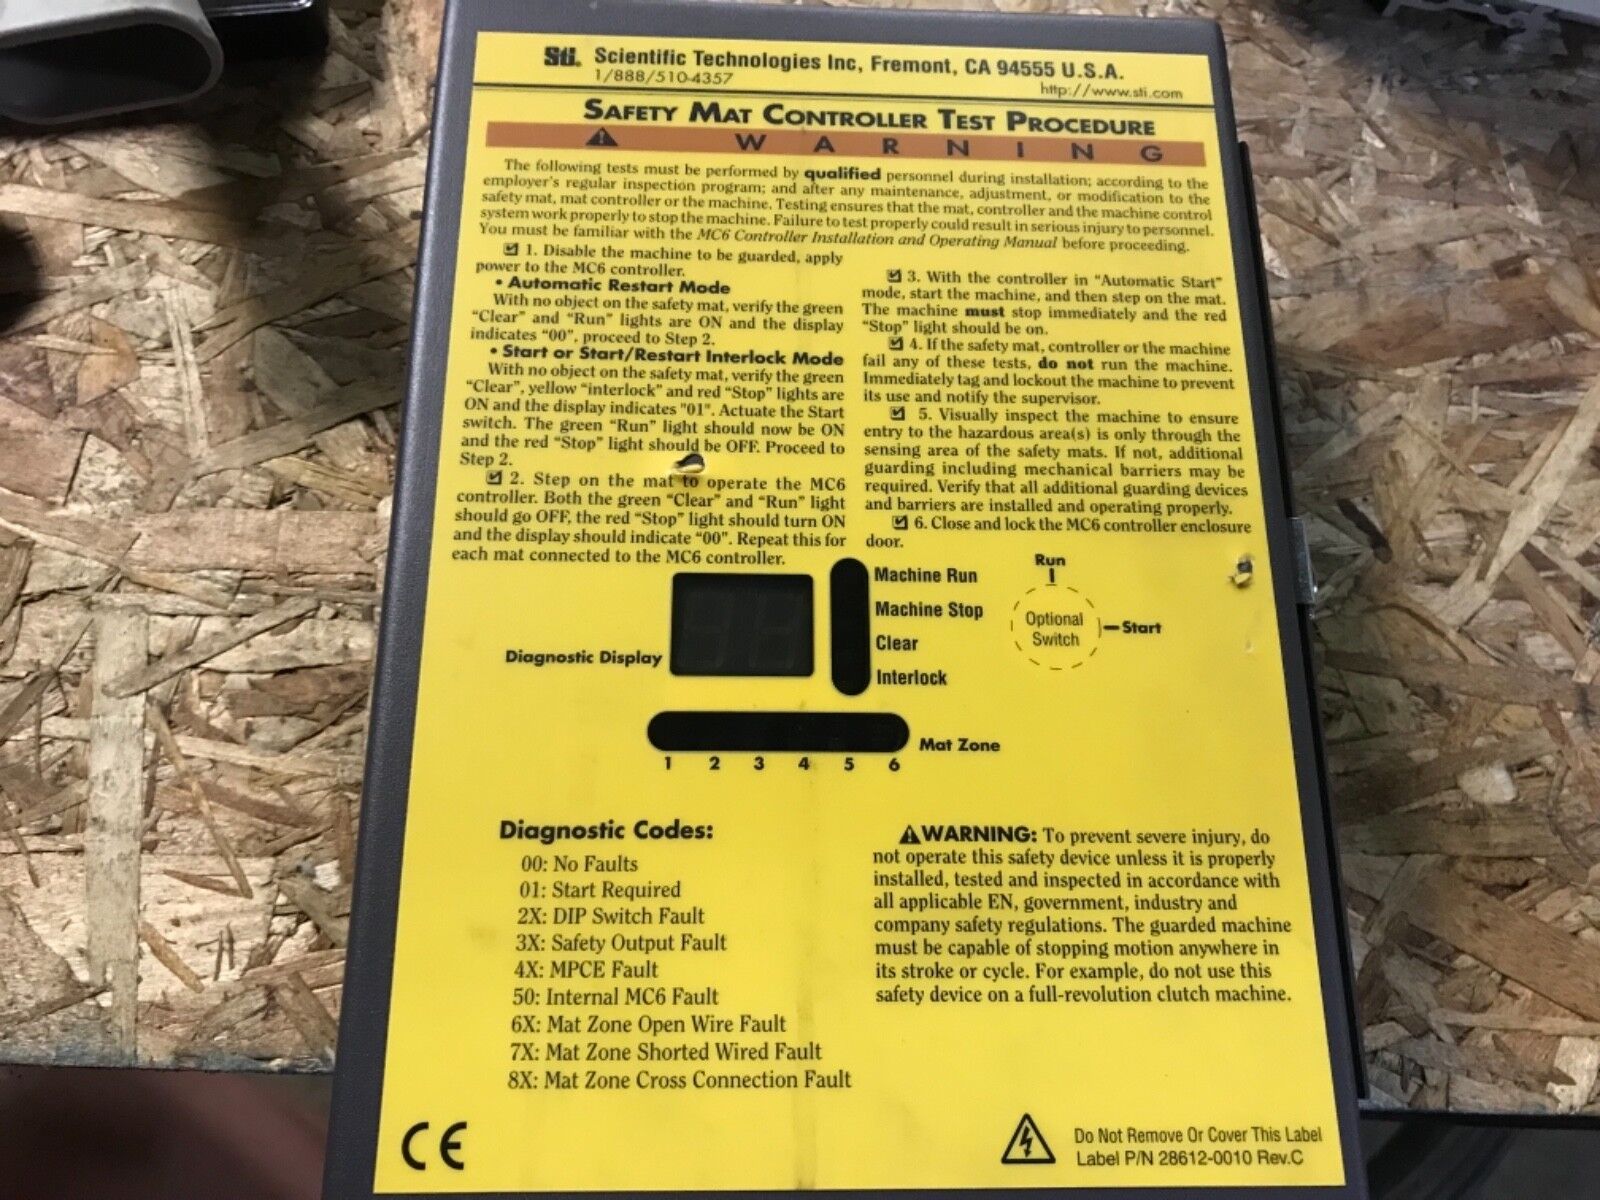 Sti. Scientific Technologies Inc, Fremont, CA 94555 U.S.A.
1/888/510-4357
http://www.sti.com
SAFETY MAT CONTROLLER TEST PROCEDURE
WARNING
The following tests must be performed by qualified personnel during installation; according to the
employer's regular inspection program; and after any maintenance, adjustment, or modification to the
safety mat, mat controller or the machine. Testing ensures that the mat, controller and the machine control
system work properly to stop the machine. Failure to test properly could result in serious injury to personnel.
You must be familiar with the MC6 Controller Installation and Operating Manual before proceeding.
1. Disable the machine to be guarded, apply
power to the MC6 controller.
• Automatic Restart Mode
With no object on the safety mat, verify the green
"Clear" and "Run" lights are ON and the display
indicates "00", proceed to Step 2.
• Start or Start/Restart Interlock Mode
With no object on the safety mat, verify the green
"Clear", yellow "interlock" and red "Stop" lights are
ON and the display indicates "01". Actuate the Start
switch. The green "Run" light should now be ON
and the red "Stop" light should be OFF. Proceed to
Step 2.
2. Step on the mat to operate the MC6
controller. Both the green "Clear" and "Run" light
should go OFF, the red "Stop" light should turn ON
and the display should indicate "00". Repeat this for
each mat connected to the MC6 controller.
3. With the controller in "Automatic Start"
mode, start the machine, and then step on the mat.
The machine must stop immediately and the red
"Stop" light should be on.
4. If the safety mat, controller or the machine
fail any of these tests, do not run the machine.
Immediately tag and lockout the machine to prevent
its use and notify the supervisor.
5. Visually inspect the machine to ensure
entry to the hazardous area(s) is only through the
sensing area of the safety mats. If not, additional
guarding including mechanical barriers may be
required. Verify that all additional guarding devices
and barriers are installed and operating properly.
6. Close and lock the MC6 controller enclosure
door.
Diagnostic Display
Machine Run
Machine Stop
Clear
Interlock
Run
Optional
Switch
Start
Mat Zone
1 2 3 4 5 6
Diagnostic Codes:
00: No Faults
01: Start Required
2X: DIP Switch Fault
3X: Safety Output Fault
4X: MPCE Fault
50: Internal MC6 Fault
6X: Mat Zone Open Wire Fault
7X: Mat Zone Shorted Wired Fault
8X: Mat Zone Cross Connection Fault
WARNING: To prevent severe injury, do
not operate this safety device unless it is properly
installed, tested and inspected in accordance with
all applicable EN, government, industry and
company safety regulations. The guarded machine
must be capable of stopping motion anywhere in
its stroke or cycle. For example, do not use this
safety device on a full-revolution clutch machine.
CE
Do Not Remove Or Cover This Label
Label P/N 28612-0010 Rev.C